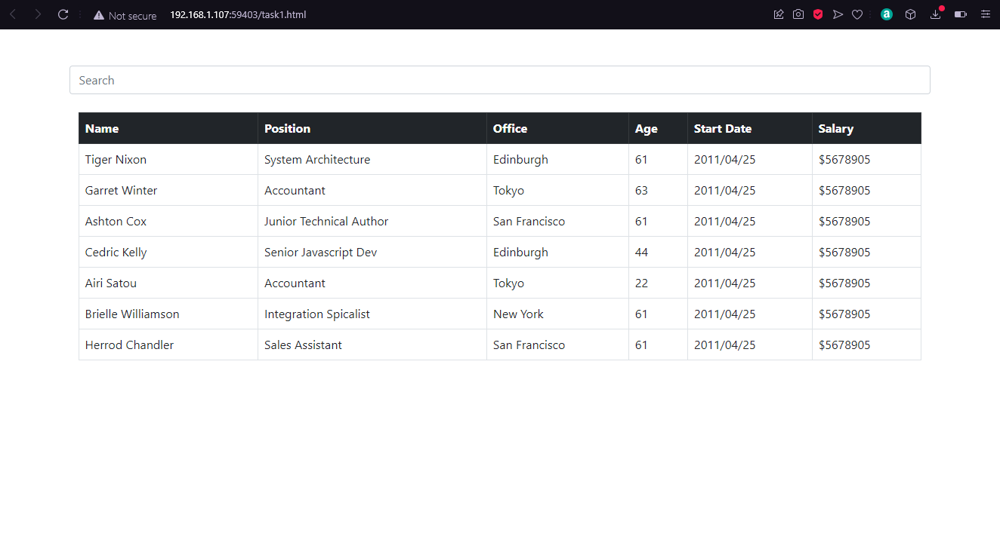 Not secure 192.168.1.107:59403/task1.html
a
Search
Name Position Office Age Start Date Salary
Tiger Nixon System Architecture Edinburgh 61 2011/04/25 $5678905
Garret Winter Accountant Tokyo 63 2011/04/25 $5678905
Ashton Cox Junior Technical Author San Francisco 61 2011/04/25 $5678905
Cedric Kelly Senior Javascript Dev Edinburgh 44 2011/04/25 $5678905
Airi Satou Accountant Tokyo 22 2011/04/25 $5678905
Brielle Williamson Integration Spicalist New York 61 2011/04/25 $5678905
Herrod Chandler Sales Assistant San Francisco 61 2011/04/25 $5678905